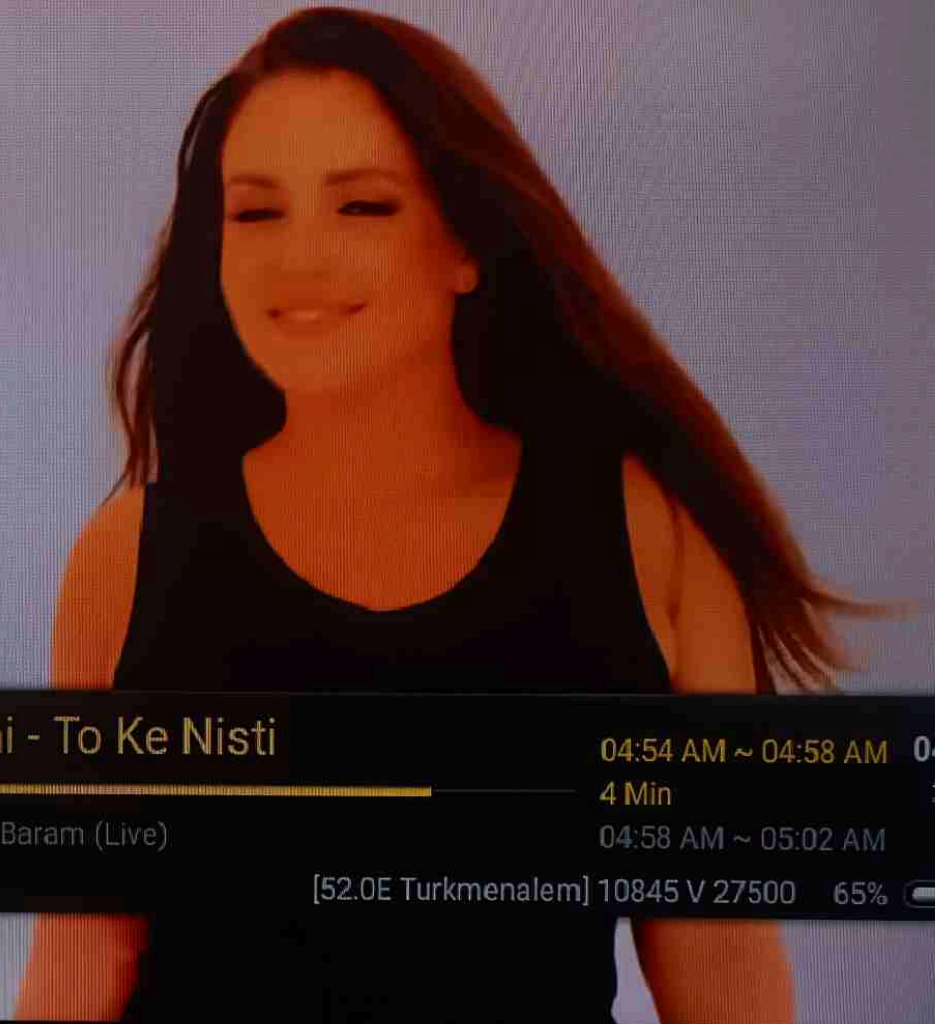 - To Ke Nisti
04:54 AM ~ 04:58 AM
4 Min
Baram (Live)
04:58 AM ~ 05:02 AM
[52.0E Turkmenalem] 10845 V 27500 65%